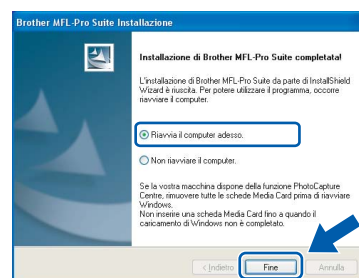 Brother MFL-Pro Suite Installazione
Installazione di Brother MFL-Pro Suite completata!
L'installazione di Brother MFL-Pro Suite da parte di InstallShield
Wizard è riuscita. Per potere utilizzare il programma, occorre
riavviare il computer.
Riavvia il computer adesso.
Non riavviare il computer.
Se la vostra macchina dispone della funzione PhotoCapture
Centre, rimuovere tutte le schede Media Card prima di riavviare
Windows.
Non inserire una scheda Media Card fino a quando il
caricamento di Windows non è completato.
< Indietro
Fine
Annulla